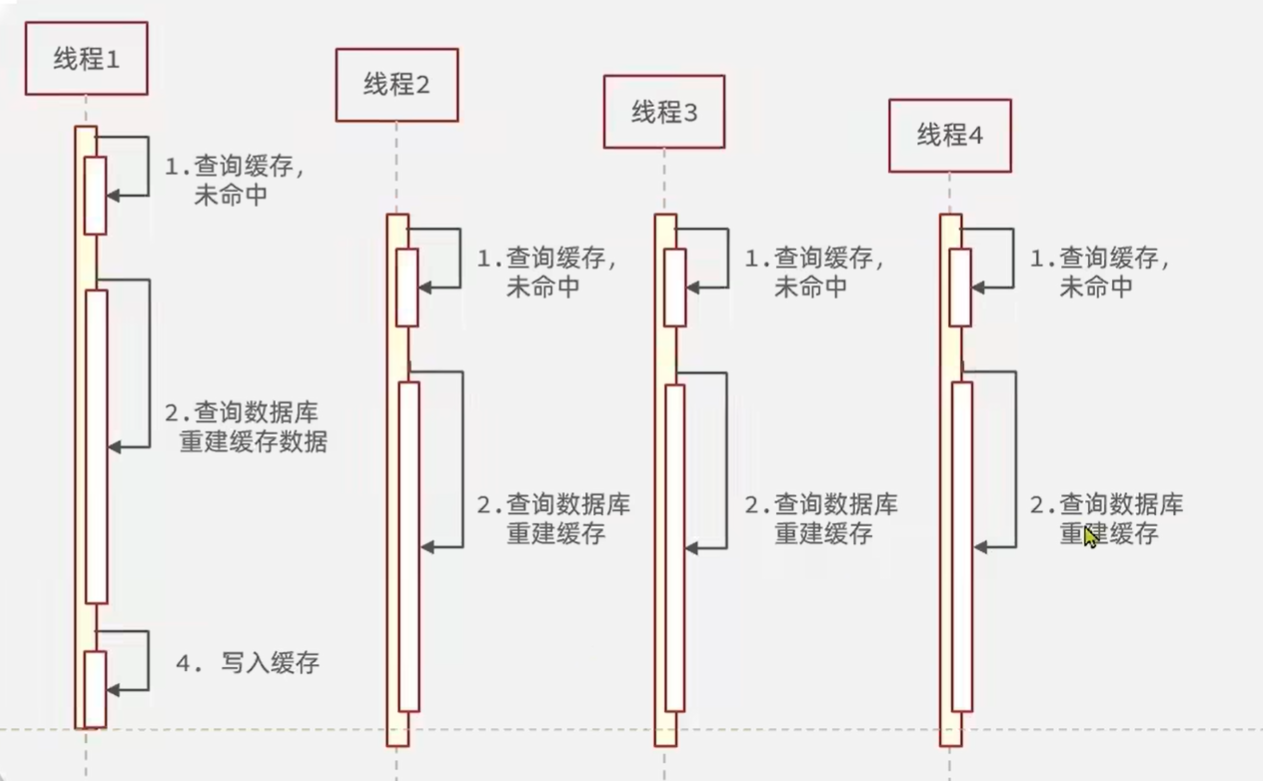 线程1
线程2
线程3
线程4
1.查询缓存,
未命中
1.查询缓存,
未命中
1.查询缓存,
未命中
1.查询缓存,
未命中
2.查询数据库
重建缓存数据
2.查询数据库
重建缓存
2.查询数据库
重建缓存
2.查询数据库
重建缓存
4. 写入缓存